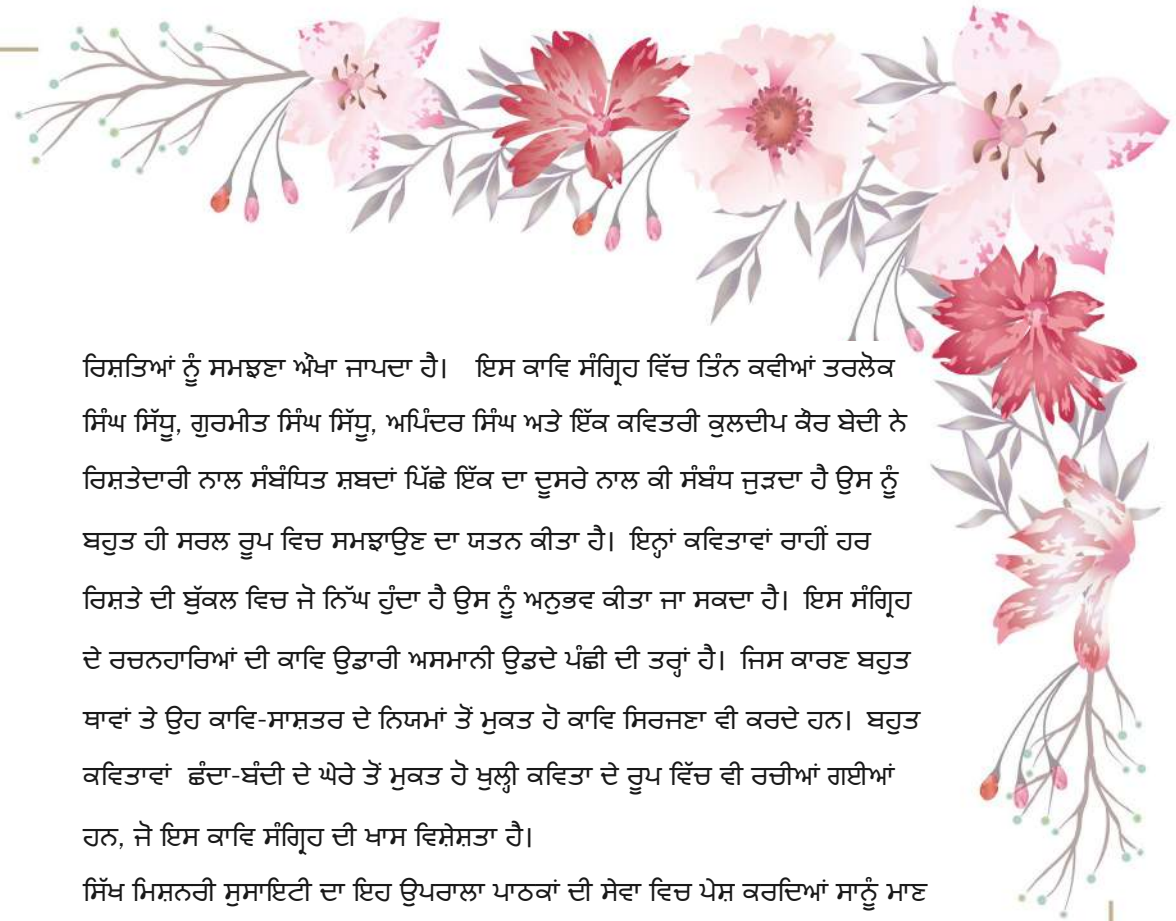 ਰਿਸ਼ਤਿਆਂ ਨੂੰ ਸਮਝਣਾ ਔਖਾ ਜਾਪਦਾ ਹੈ। ਇਸ ਕਾਵਿ ਸੰਗ੍ਰਿਹ ਵਿੱਚ ਤਿੰਨ ਕਵੀਆਂ ਤਰਲੋਕ
ਸਿੰਘ ਸਿੱਧੂ, ਗੁਰਮੀਤ ਸਿੰਘ ਸਿੱਧੂ, ਅਪਿੰਦਰ ਸਿੰਘ ਅਤੇ ਇੱਕ ਕਵਿਤਰੀ ਕੁਲਦੀਪ ਕੌਰ ਬੇਦੀ ਨੇ
ਰਿਸ਼ਤੇਦਾਰੀ ਨਾਲ ਸੰਬੰਧਿਤ ਸ਼ਬਦਾਂ ਪਿੱਛੇ ਇੱਕ ਦਾ ਦੂਸਰੇ ਨਾਲ ਕੀ ਸੰਬੰਧ ਜੁੜਦਾ ਹੈ ਉਸ ਨੂੰ
ਬਹੁਤ ਹੀ ਸਰਲ ਰੂਪ ਵਿਚ ਸਮਝਾਉਣ ਦਾ ਯਤਨ ਕੀਤਾ ਹੈ। ਇਨ੍ਹਾਂ ਕਵਿਤਾਵਾਂ ਰਾਹੀਂ ਹਰ
ਰਿਸ਼ਤੇ ਦੀ ਬੁੱਕਲ ਵਿਚ ਜੋ ਨਿੱਘ ਹੁੰਦਾ ਹੈ ਉਸ ਨੂੰ ਅਨੁਭਵ ਕੀਤਾ ਜਾ ਸਕਦਾ ਹੈ। ਇਸ ਸੰਗ੍ਰਿਹ
ਦੇ ਰਚਨਹਾਰਿਆਂ ਦੀ ਕਾਵਿ ਉਡਾਰੀ ਅਸਮਾਨੀ ਉਡਦੇ ਪੰਛੀ ਦੀ ਤਰ੍ਹਾਂ ਹੈ। ਜਿਸ ਕਾਰਣ ਬਹੁਤ
ਥਾਵਾਂ ਤੇ ਉਹ ਕਾਵਿ-ਸਾਸ਼ਤਰ ਦੇ ਨਿਯਮਾਂ ਤੋਂ ਮੁਕਤ ਹੋ ਕਾਵਿ ਸਿਰਜਣਾ ਵੀ ਕਰਦੇ ਹਨ। ਬਹੁਤ
ਕਵਿਤਾਵਾਂ ਛੰਦਾ-ਬੰਦੀ ਦੇ ਘੇਰੇ ਤੋਂ ਮੁਕਤ ਹੋ ਖੁਲ੍ਹੀ ਕਵਿਤਾ ਦੇ ਰੂਪ ਵਿੱਚ ਵੀ ਰਚੀਆਂ ਗਈਆਂ
ਹਨ, ਜੋ ਇਸ ਕਾਵਿ ਸੰਗ੍ਰਿਹ ਦੀ ਖਾਸ ਵਿਸ਼ੇਸ਼ਤਾ ਹੈ।
ਸਿੱਖ ਮਿਸ਼ਨਰੀ ਸੁਸਾਇਟੀ ਦਾ ਇਹ ਉਪਰਾਲਾ ਪਾਠਕਾਂ ਦੀ ਸੇਵਾ ਵਿਚ ਪੇਸ਼ ਕਰਦਿਆਂ ਸਾਨੂੰ ਮਾਣ